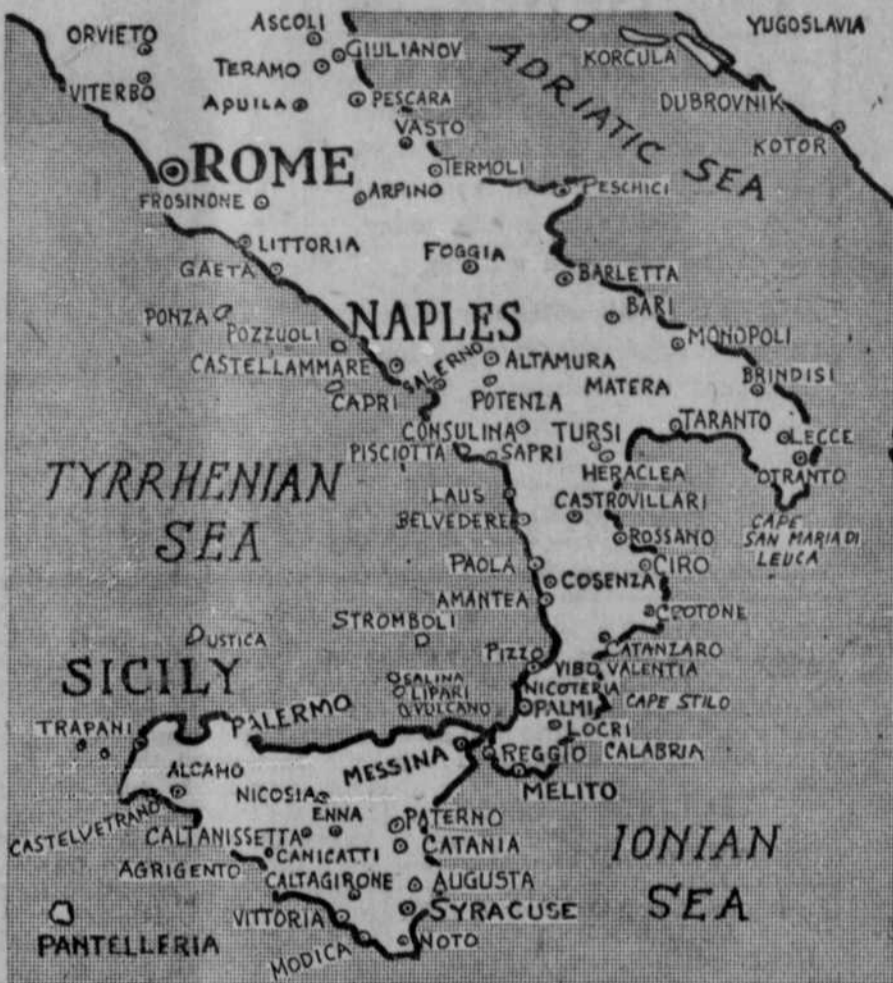 ORVIETO
ASCOLI
YUGOSLAVIA
GIULIANOV
KORCULA
TERAMO
VITERBO
APUILA
PESCARA
DUBROVNIK
ADRIATIC SEA
VASTO
KOTOR
ROME
TERMOLI
PESCHICI
FROSINONE
ARPINO
LITTORIA
FOGGIA
GAETA
BARLETTA
PONZA
BARI
POZZUOLI
NAPLES
MONOPOLI
CASTELLAMMARE
SALERNO
ALTAMURA
CAPRI
POTENZA
MATERA
BRINDISI
CONSULINA
TURSI
TARANTO
LECCE
PISCIOTTA
SAPRI
HERACLEA
OTRANTO
TYRRHENIAN
SEA
LAUS
CASTROVILLARI
BELVEDERE
CAPE
SAN MARIA DI
LEUCA
ROSSANO
PAOLA
CIRO
COSENZA
AMANTEA
CROTONE
STROMBOLI
USTICA
CATANZARO
PIZZO
VIBO VALENTIA
SICILY
SALINA
LIPARI
VULCANO
NICOTERIA
PALMI
CAPE STILO
TRAPANI
PALERMO
LOCRI
MESSINA
REGGIO CALABRIA
ALCAMO
NICOSIA
MELITO
CASTELVETRANO
ENNA
PATERNO
CALTANISSETTA
CATANIA
IONIAN
SEA
CANICATTI
AGRIGENTO
CALTAGIRONE
AUGUSTA
VITTORIA
SYRACUSE
PANTELLERIA
MODICA
NOTO